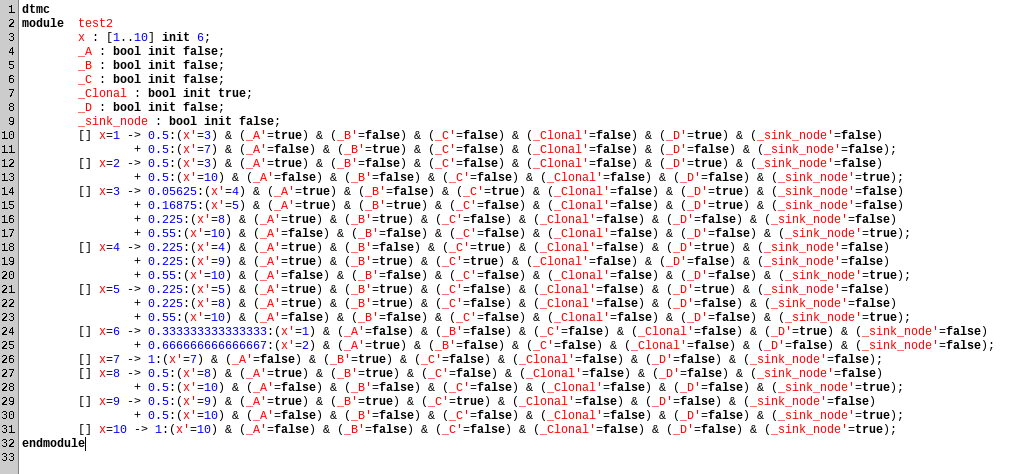 1 dtmc
2 module  test2
3         x : [1..10] init 6;
4         _A : bool init false;
5         _B : bool init false;
6         _C : bool init false;
7         _Clonal : bool init true;
8         _D : bool init false;
9         _sink_node : bool init false;
10         [] x=1 -> 0.5:(x'=3) & (_A'=true) & (_B'=false) & (_C'=false) & (_Clonal'=false) & (_D'=true) & (_sink_node'=false)
11                 + 0.5:(x'=7) & (_A'=false) & (_B'=true) & (_C'=false) & (_Clonal'=false) & (_D'=false) & (_sink_node'=false);
12         [] x=2 -> 0.5:(x'=3) & (_A'=true) & (_B'=false) & (_C'=false) & (_Clonal'=false) & (_D'=true) & (_sink_node'=false)
13                 + 0.5:(x'=10) & (_A'=false) & (_B'=false) & (_C'=false) & (_Clonal'=false) & (_D'=false) & (_sink_node'=true);
14         [] x=3 -> 0.05625:(x'=4) & (_A'=true) & (_B'=false) & (_C'=true) & (_Clonal'=false) & (_D'=true) & (_sink_node'=false)
15                 + 0.16875:(x'=5) & (_A'=true) & (_B'=true) & (_C'=false) & (_Clonal'=false) & (_D'=true) & (_sink_node'=false)
16                 + 0.225:(x'=8) & (_A'=true) & (_B'=true) & (_C'=false) & (_Clonal'=false) & (_D'=false) & (_sink_node'=false)
17                 + 0.55:(x'=10) & (_A'=false) & (_B'=false) & (_C'=false) & (_Clonal'=false) & (_D'=false) & (_sink_node'=true);
18         [] x=4 -> 0.225:(x'=4) & (_A'=true) & (_B'=false) & (_C'=true) & (_Clonal'=false) & (_D'=true) & (_sink_node'=false)
19                 + 0.225:(x'=9) & (_A'=true) & (_B'=true) & (_C'=true) & (_Clonal'=false) & (_D'=false) & (_sink_node'=false)
20                 + 0.55:(x'=10) & (_A'=false) & (_B'=false) & (_C'=false) & (_Clonal'=false) & (_D'=false) & (_sink_node'=true);
21         [] x=5 -> 0.225:(x'=5) & (_A'=true) & (_B'=true) & (_C'=false) & (_Clonal'=false) & (_D'=true) & (_sink_node'=false)
22                 + 0.225:(x'=8) & (_A'=true) & (_B'=true) & (_C'=false) & (_Clonal'=false) & (_D'=false) & (_sink_node'=false)
23                 + 0.55:(x'=10) & (_A'=false) & (_B'=false) & (_C'=false) & (_Clonal'=false) & (_D'=false) & (_sink_node'=true);
24         [] x=6 -> 0.333333333333333:(x'=1) & (_A'=false) & (_B'=false) & (_C'=false) & (_Clonal'=false) & (_D'=true) & (_sink_node'=false)
25                 + 0.666666666666667:(x'=2) & (_A'=true) & (_B'=false) & (_C'=false) & (_Clonal'=false) & (_D'=false) & (_sink_node'=false);
26         [] x=7 -> 1:(x'=7) & (_A'=false) & (_B'=true) & (_C'=false) & (_Clonal'=false) & (_D'=false) & (_sink_node'=false);
27         [] x=8 -> 0.5:(x'=8) & (_A'=true) & (_B'=true) & (_C'=false) & (_Clonal'=false) & (_D'=false) & (_sink_node'=false)
28                 + 0.5:(x'=10) & (_A'=false) & (_B'=false) & (_C'=false) & (_Clonal'=false) & (_D'=false) & (_sink_node'=true);
29         [] x=9 -> 0.5:(x'=9) & (_A'=true) & (_B'=true) & (_C'=true) & (_Clonal'=false) & (_D'=false) & (_sink_node'=false)
30                 + 0.5:(x'=10) & (_A'=false) & (_B'=false) & (_C'=false) & (_Clonal'=false) & (_D'=false) & (_sink_node'=true);
31         [] x=10 -> 1:(x'=10) & (_A'=false) & (_B'=false) & (_C'=false) & (_Clonal'=false) & (_D'=false) & (_sink_node'=true);
32 endmodule
33